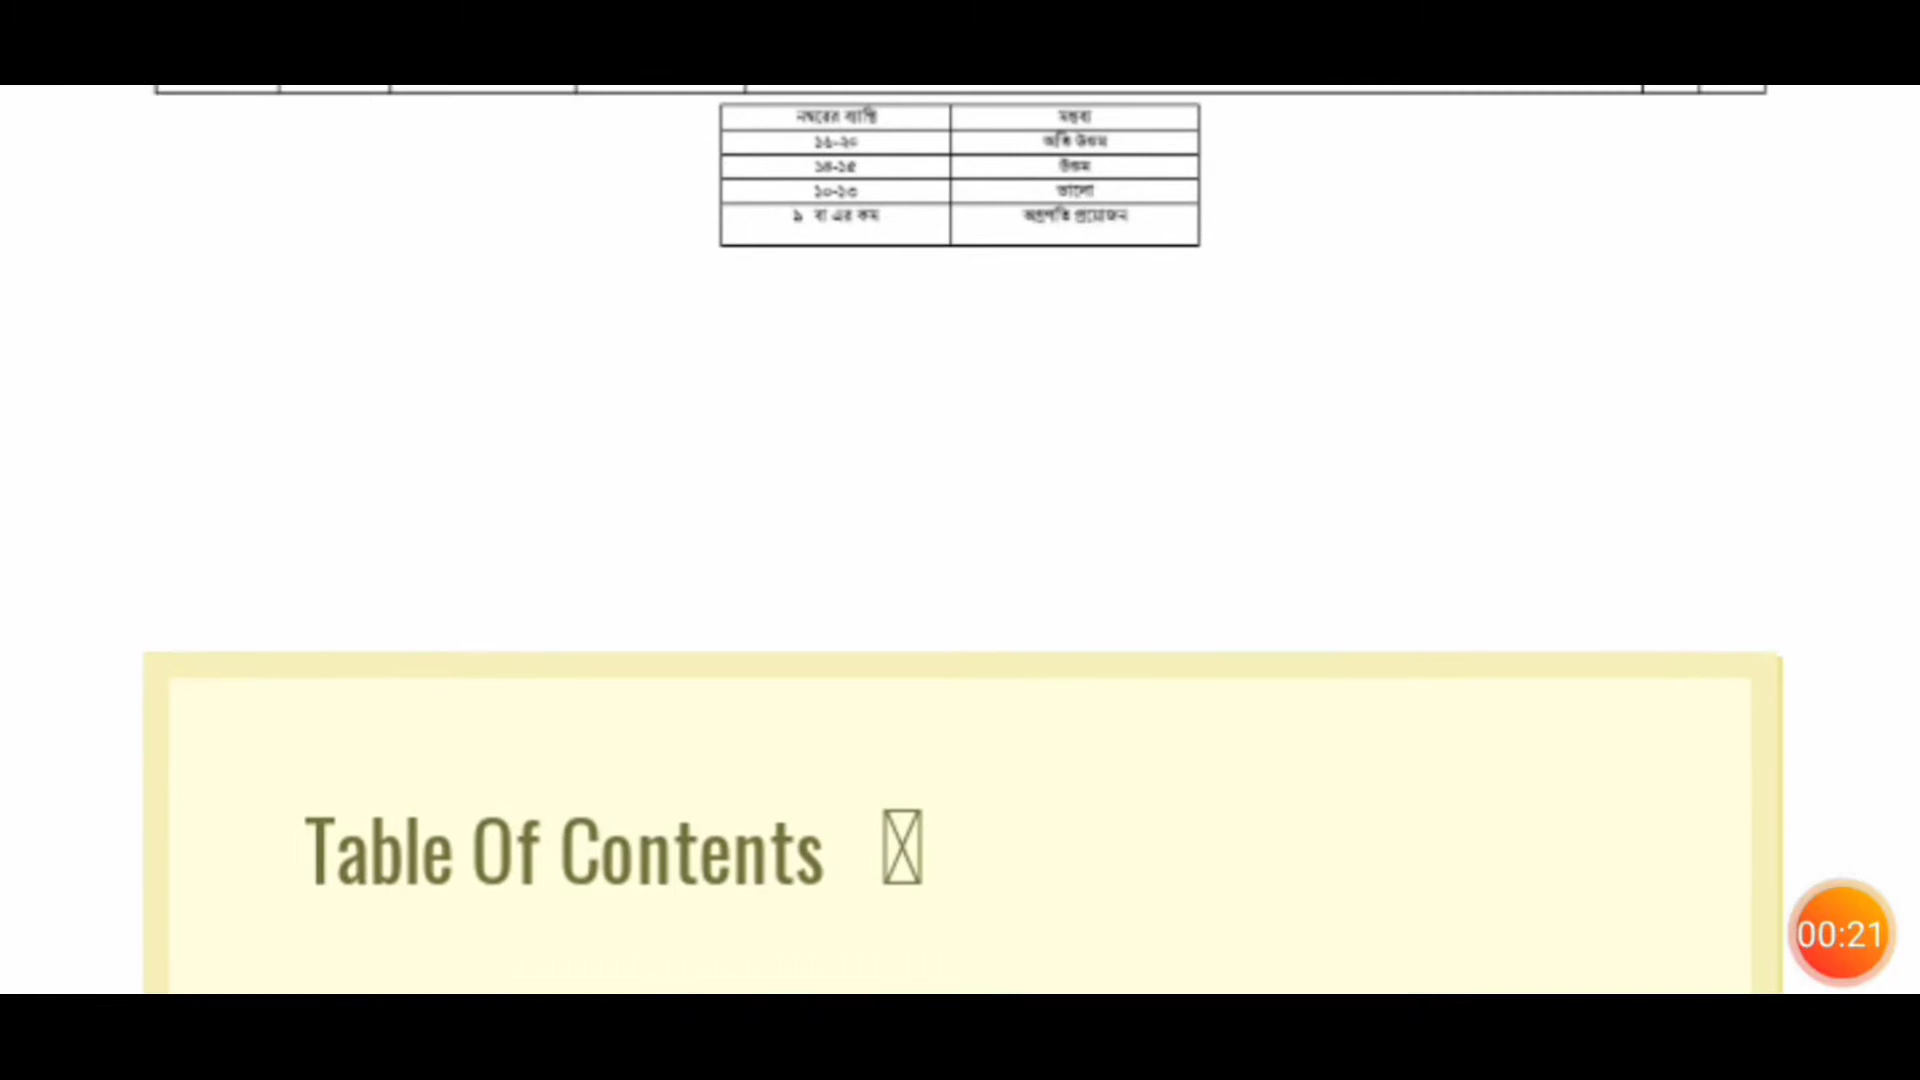 নম্বরের ব্যাপ্তি মন্তব্য
১৬-২০ অতি উত্তম
১৪-১৫ উত্তম
১০-১৩ ভালো
৯ বা এর কম অগ্রগতি প্রয়োজন
Table Of Contents
00:21